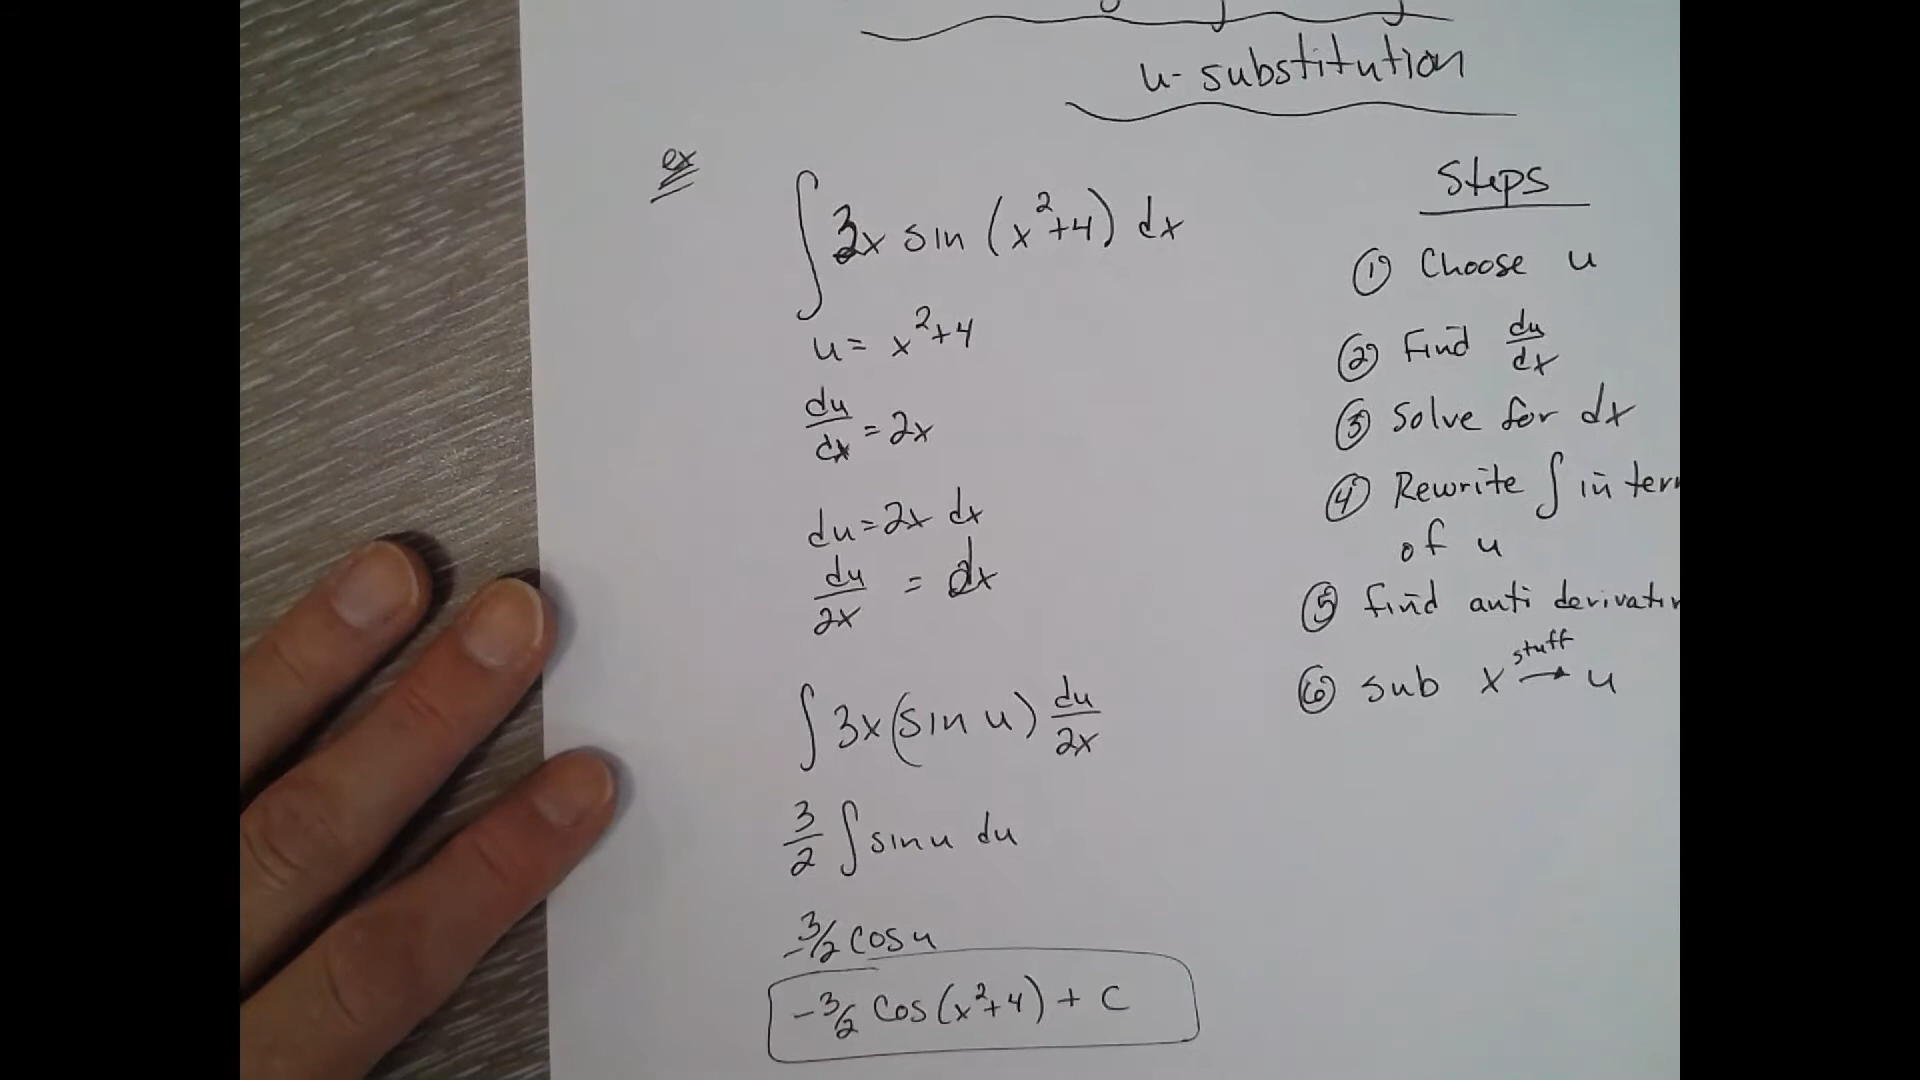 u-substitution
ex
∫ 3x sin (x²+4) dx
u = x²+4
du/dx = 2x
du = 2x dx
du/2x = dx
∫ 3x (sin u) du/2x
3/2 ∫ sin u du
-3/2 cos u
-3/2 cos (x²+4) + C
Steps
① Choose u
② Find du/dx
③ Solve for dx
④ Rewrite ∫ in
of u
⑤ find anti
stuff
⑥ sub x → u